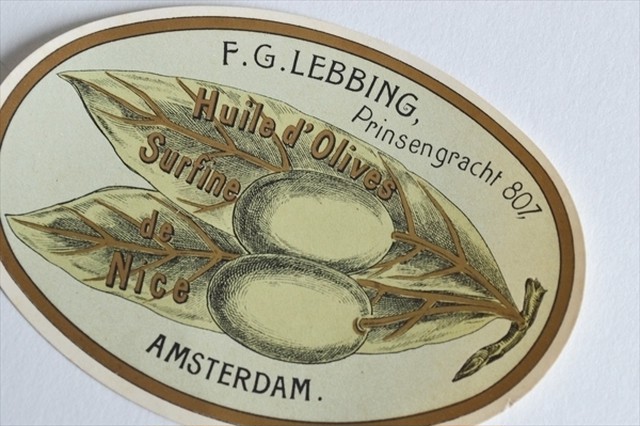 F.G. LEBBING,
Prinsengracht 807,
Huile d'Olives
Surfine
de
Nice
AMSTERDAM.